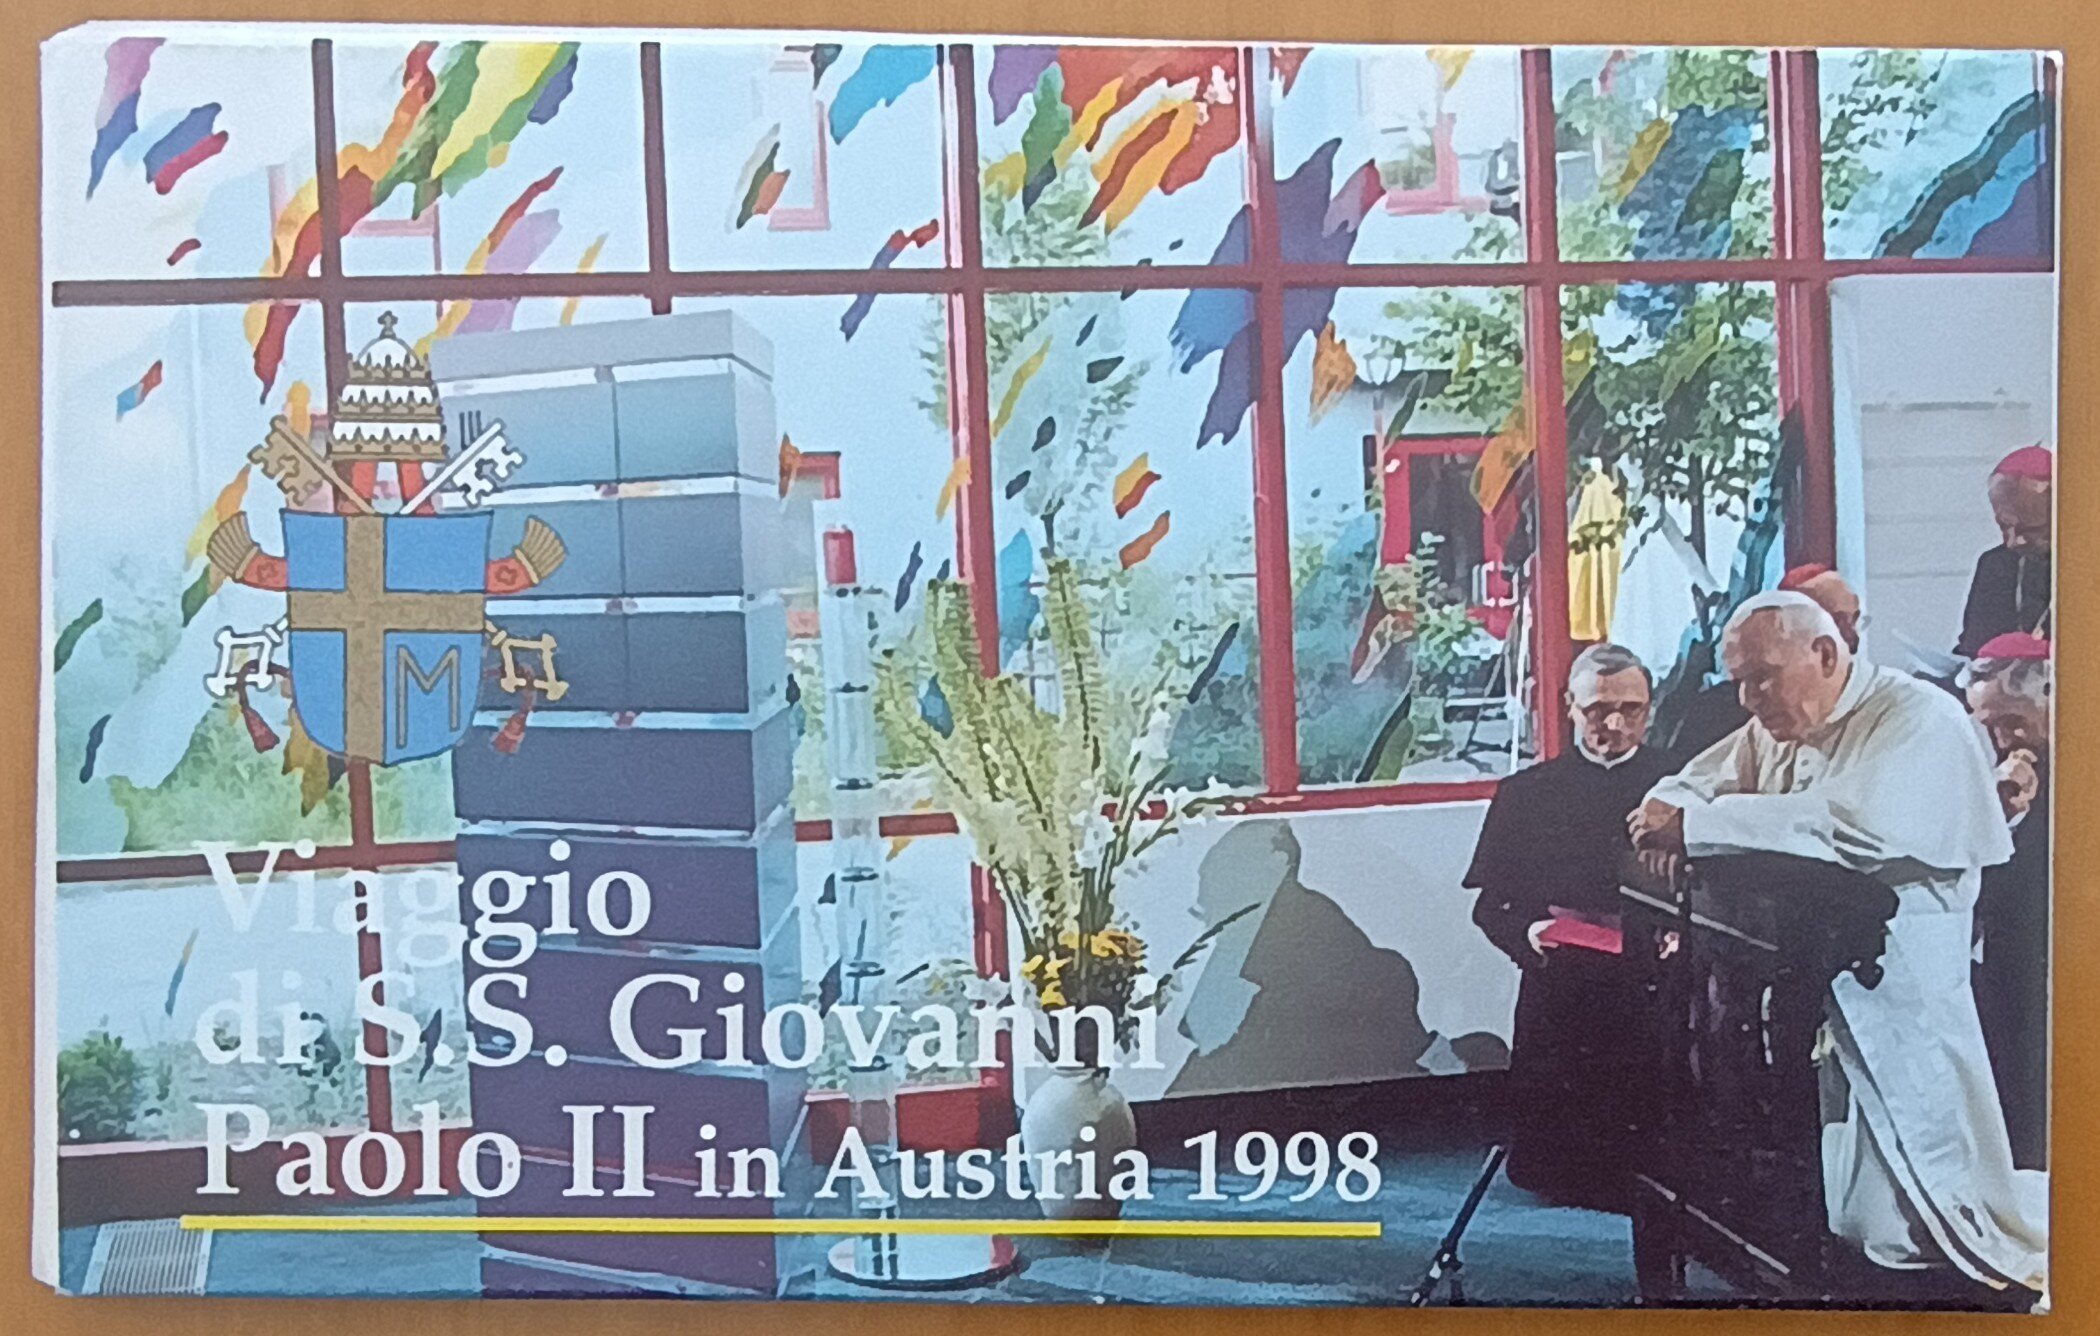 Viaggio
di S.S. Giovanni
Paolo II in Austria 1998
M